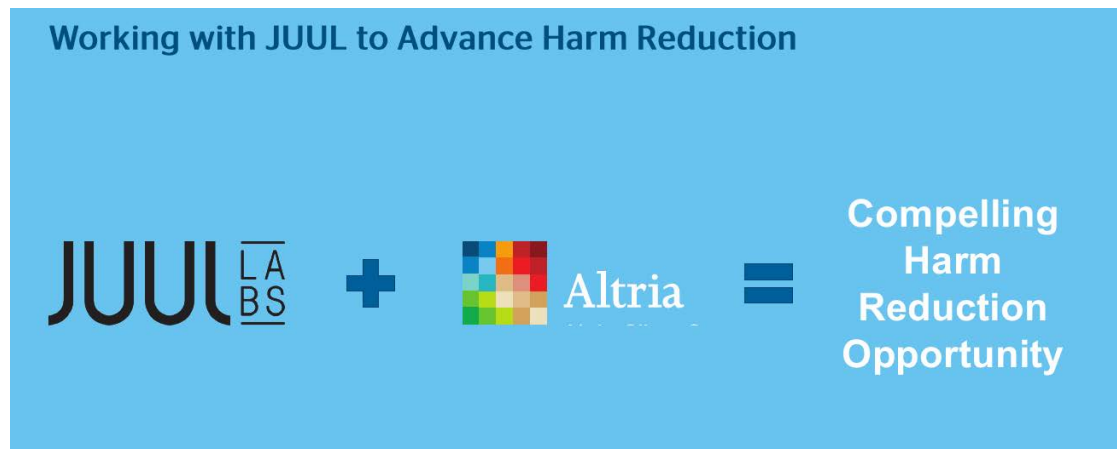 Working with JUUL to Advance Harm Reduction
JUUL LABS
Altria
Compelling
Harm
Reduction
Opportunity